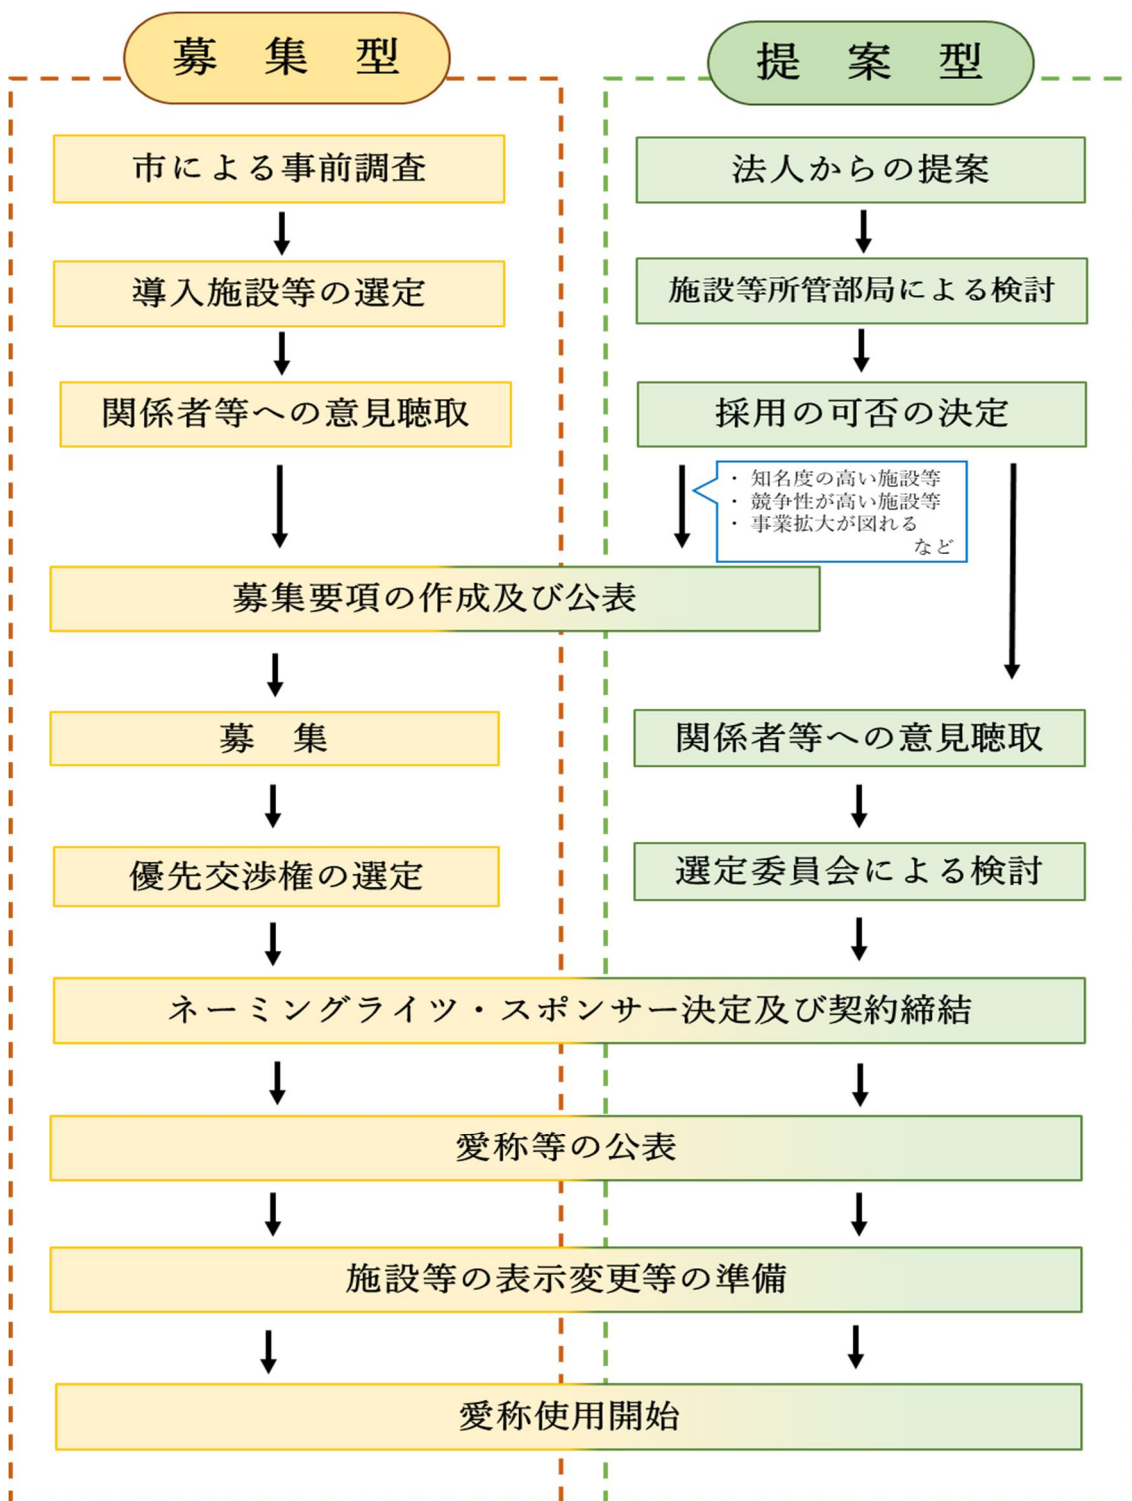 募　集　型
市による事前調査
導入施設等の選定
関係者等への意見聴取
提　案　型
法人からの提案
施設等所管部局による検討
採用の可否の決定
・ 知名度の高い施設等
・ 競争性が高い施設等
・ 事業拡大が図れる
など
募集要項の作成及び公表
募　集
優先交渉権の選定
関係者等への意見聴取
選定委員会による検討
ネーミングライツ・スポンサー決定及び契約締結
愛称等の公表
施設等の表示変更等の準備
愛称使用開始